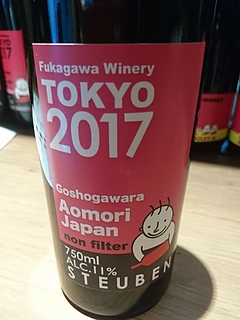 Fukagawa Winery
TOKYO
2017
Goshogawara
Aomori
Japan
non filter
750ml
ALC.11%
STEUBEN